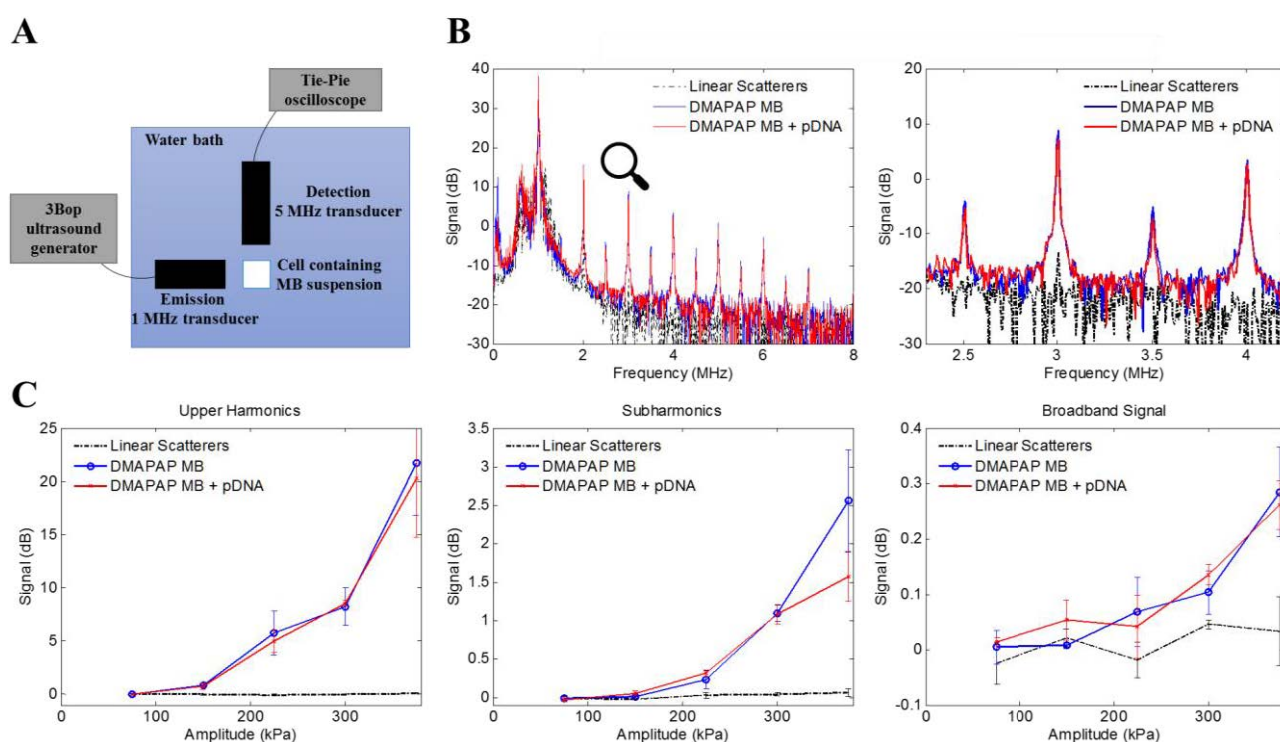 A
Tie-Pie
oscilloscope
Water bath
Detection
5 MHz transducer
3Bop
ultrasound
generator
Cell containing
MB suspension
Emission
1 MHz transducer
B
40
30
20
10
0
-10
-20
-30
Signal (dB)
0
2
4
6
8
Frequency (MHz)
Linear Scatterers
DMAPAP MB
DMAPAP MB + pDNA
20
10
0
-10
-20
-30
Signal (dB)
2.5
3
3.5
4
Frequency (MHz)
Linear Scatterers
DMAPAP MB
DMAPAP MB + pDNA
C
Upper Harmonics
25
20
15
10
5
0
Signal (dB)
0
100
200
300
Amplitude (kPa)
Linear Scatterers
DMAPAP MB
DMAPAP MB + pDNA
Subharmonics
3.5
3
2.5
2
1.5
1
0.5
0
Signal (dB)
0
100
200
300
Amplitude (kPa)
Linear Scatterers
DMAPAP MB
DMAPAP MB + pDNA
Broadband Signal
0.4
0.3
0.2
0.1
0
-0.1
Signal (dB)
0
100
200
300
Amplitude (kPa)
Linear Scatterers
DMAPAP MB
DMAPAP MB + pDNA